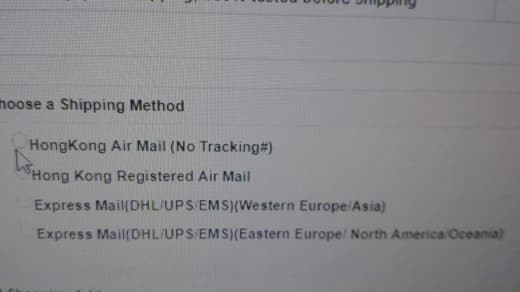 tested before shipping
hoose a Shipping Method
HongKong Air Mail (No Tracking#)
Hong Kong Registered Air Mail
Express Mail(DHL/UPS/EMS)(Western Europe/Asia)
Express Mail(DHL/UPS/EMS)(Eastern Europe/ North America/Oceania)